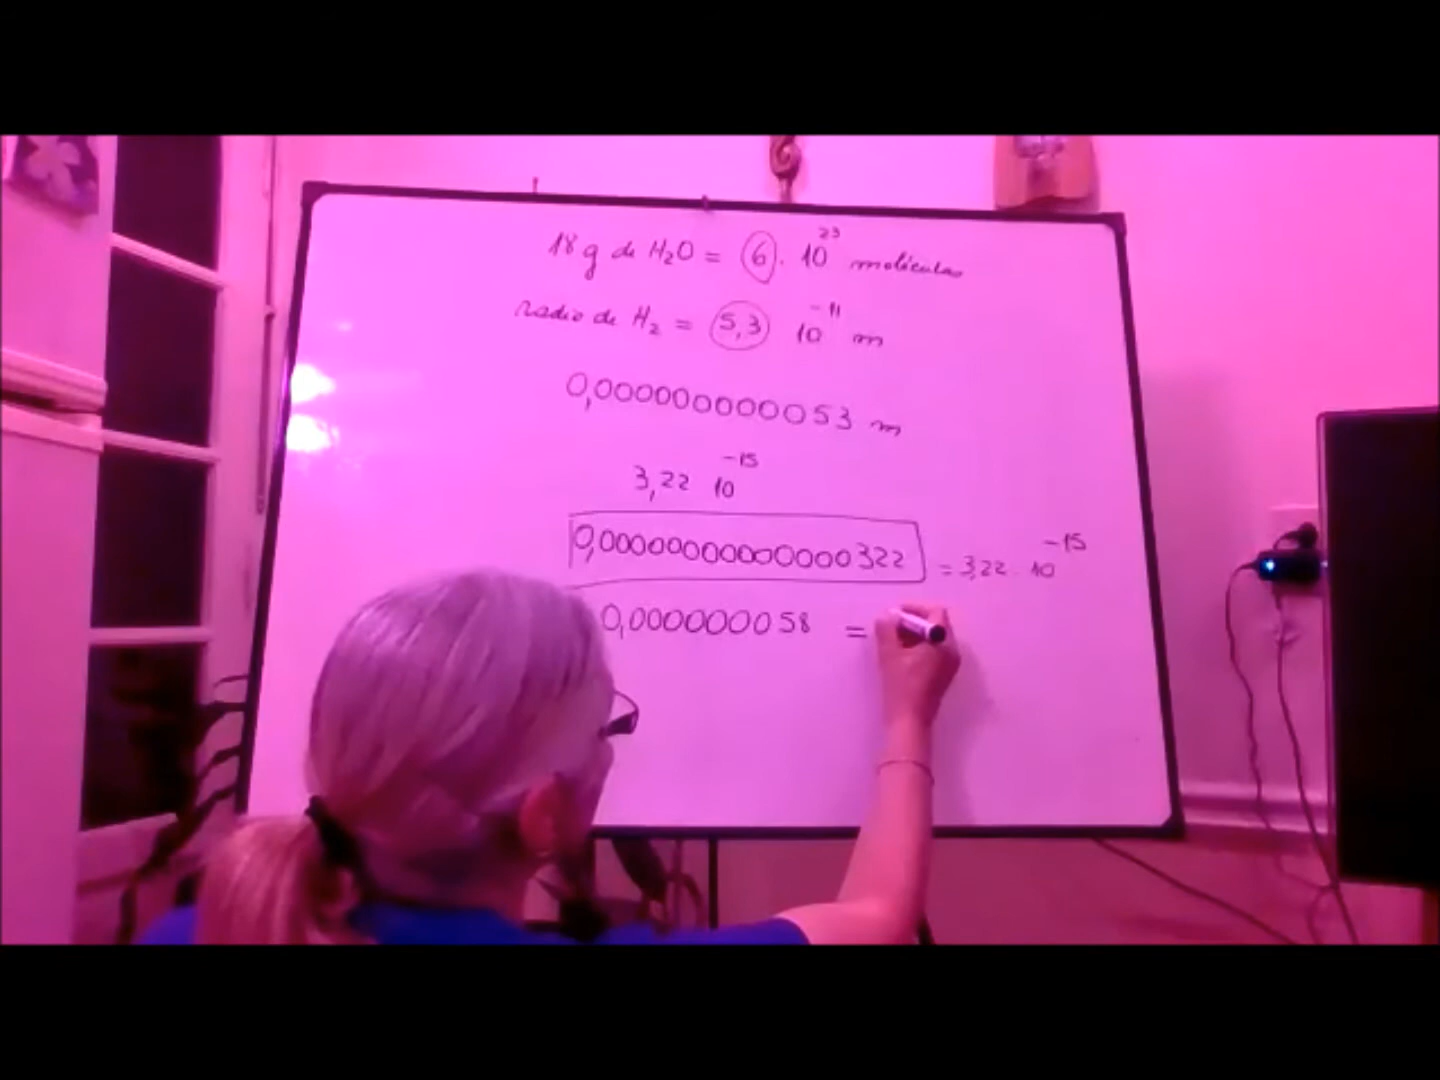 18 g de H₂O = 6 . 10²³ moléculas
radio de H₂ = 5,3 10⁻¹¹ m
0,000000000053 m
3,22 10⁻¹⁵
0,00000000000000322 = 3,22 . 10⁻¹⁵
0,000000058 =